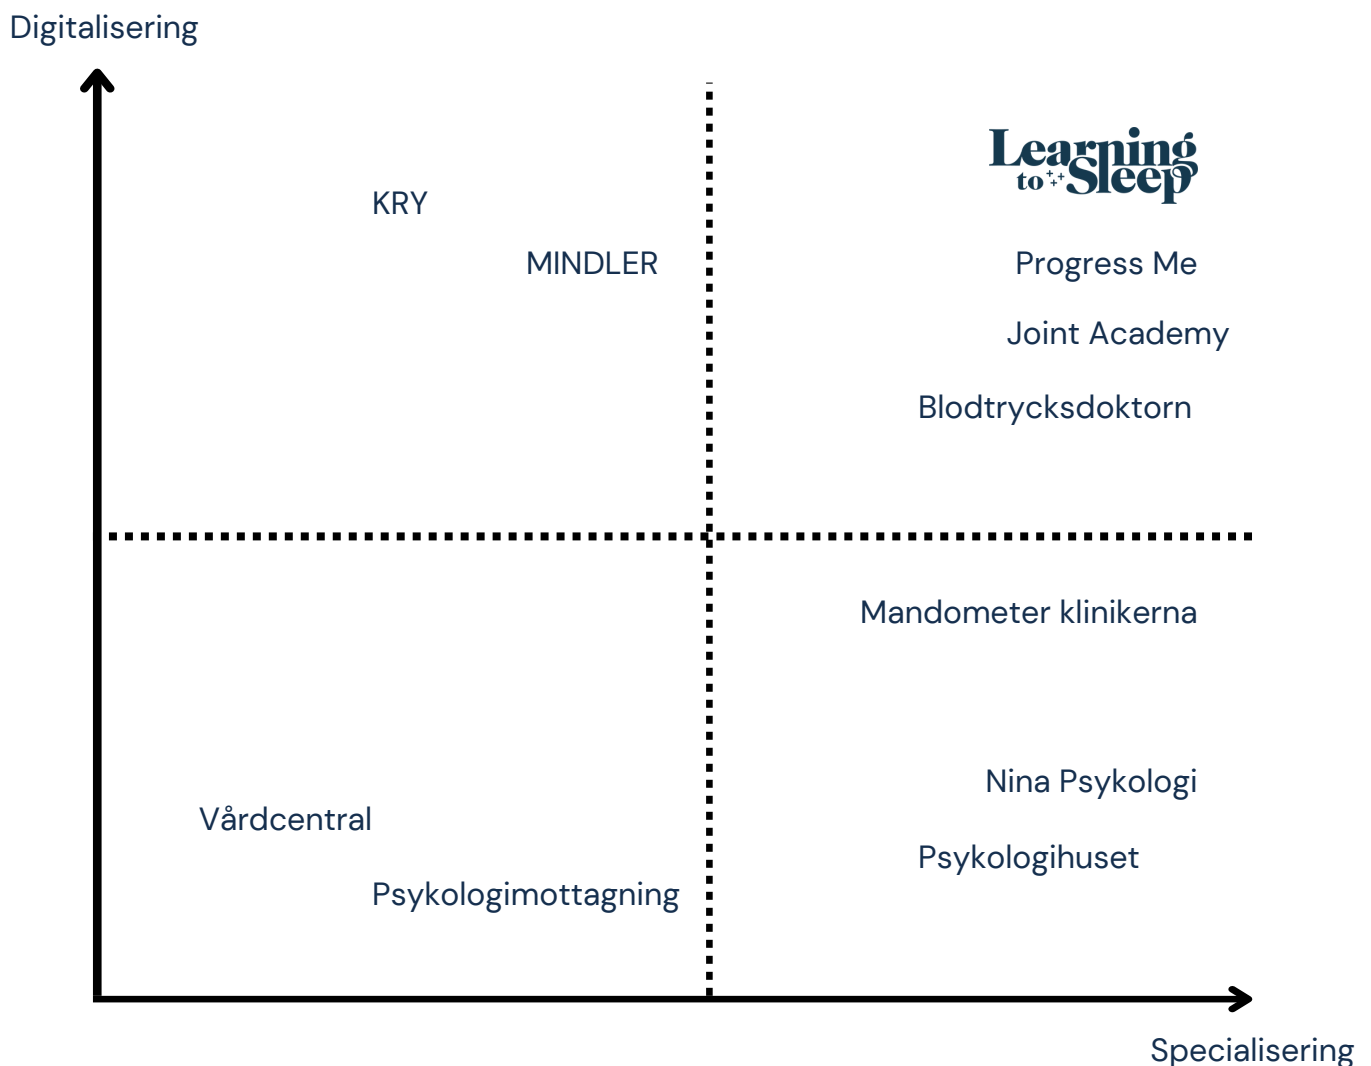 Digitalisering
Learning
to Sleep
KRY
MINDLER
Progress Me
Joint Academy
Blodtrycksdoktorn
Mandometer klinikerna
Nina Psykologi
Vårdcentral
Psykologihuset
Psykologimottagning
Specialisering